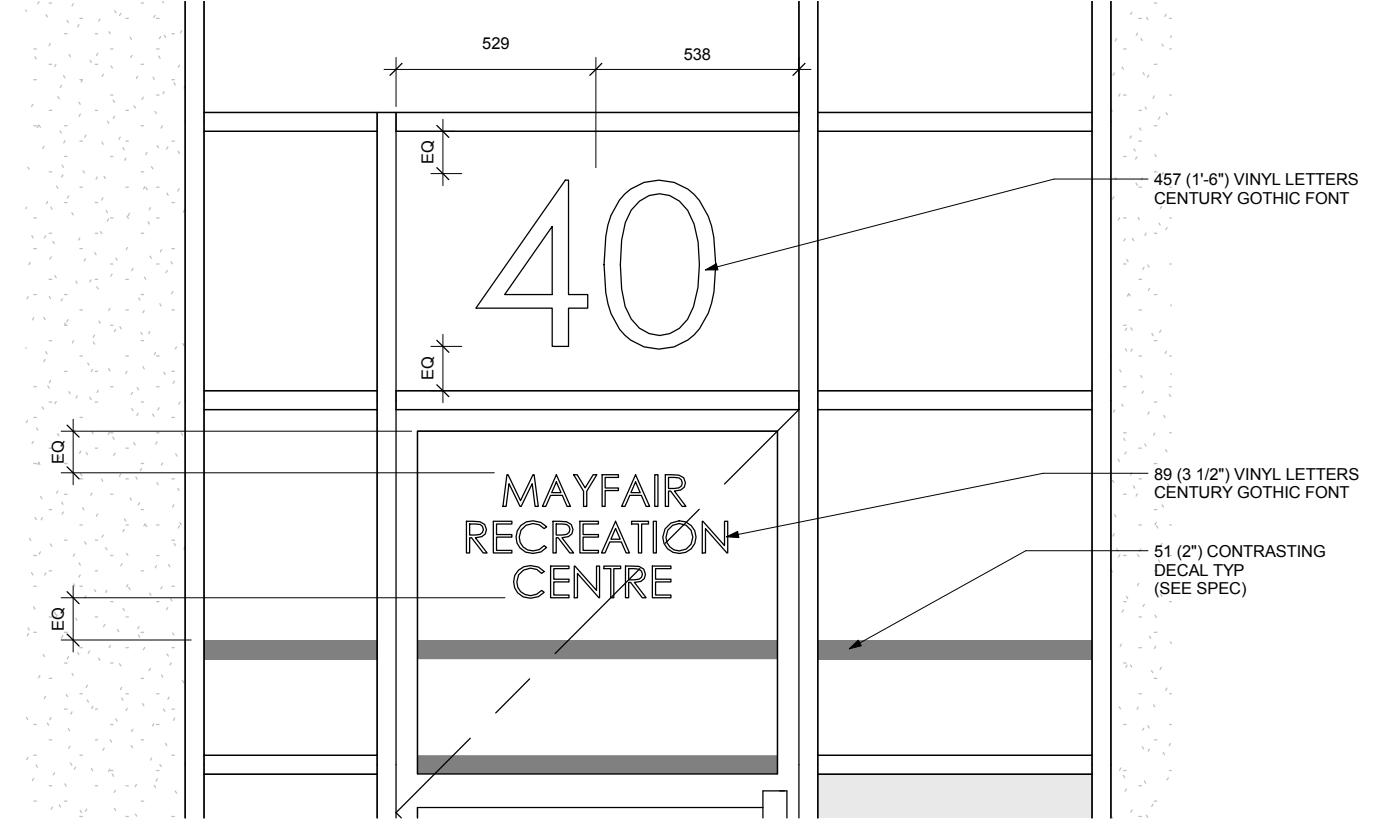 529
538
EQ
40
457 (1'-6") VINYL LETTERS
CENTURY GOTHIC FONT
EQ
EQ
MAYFAIR
RECREATION
CENTRE
89 (3 1/2") VINYL LETTERS
CENTURY GOTHIC FONT
51 (2") CONTRASTING
DECAL TYP
(SEE SPEC)
EQ